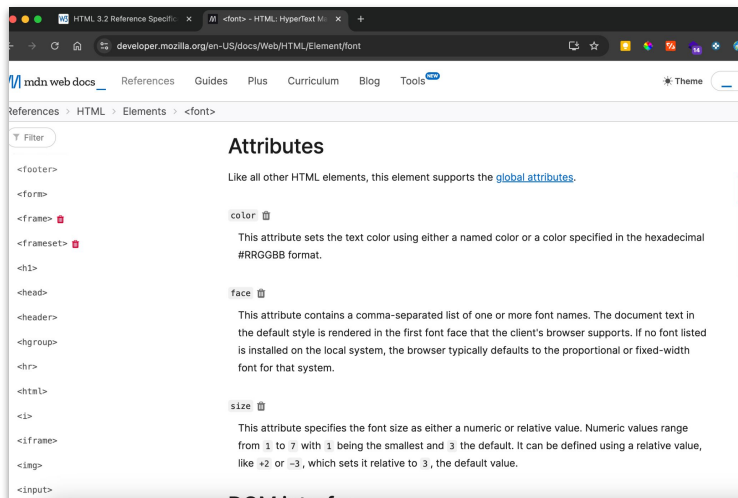 HTML 3.2 Reference Specific
<font> - HTML: HyperText Ma
developer.mozilla.org/en-US/docs/Web/HTML/Element/font
14
mdn web docs References Guides Plus Curriculum Blog Tools NEW Theme
References > HTML > Elements > <font>
Filter
<footer>
<form>
<frame>
<frameset>
<h1>
<head>
<header>
<hgroup>
<hr>
<html>
<i>
<iframe>
<img>
<input>
Attributes
Like all other HTML elements, this element supports the global attributes.
color
This attribute sets the text color using either a named color or a color specified in the hexadecimal
#RRGGBB format.
face
This attribute contains a comma-separated list of one or more font names. The document text in
the default style is rendered in the first font face that the client's browser supports. If no font listed
is installed on the local system, the browser typically defaults to the proportional or fixed-width
font for that system.
size
This attribute specifies the font size as either a numeric or relative value. Numeric values range
from 1 to 7 with 1 being the smallest and 3 the default. It can be defined using a relative value,
like +2 or -3, which sets it relative to 3, the default value.